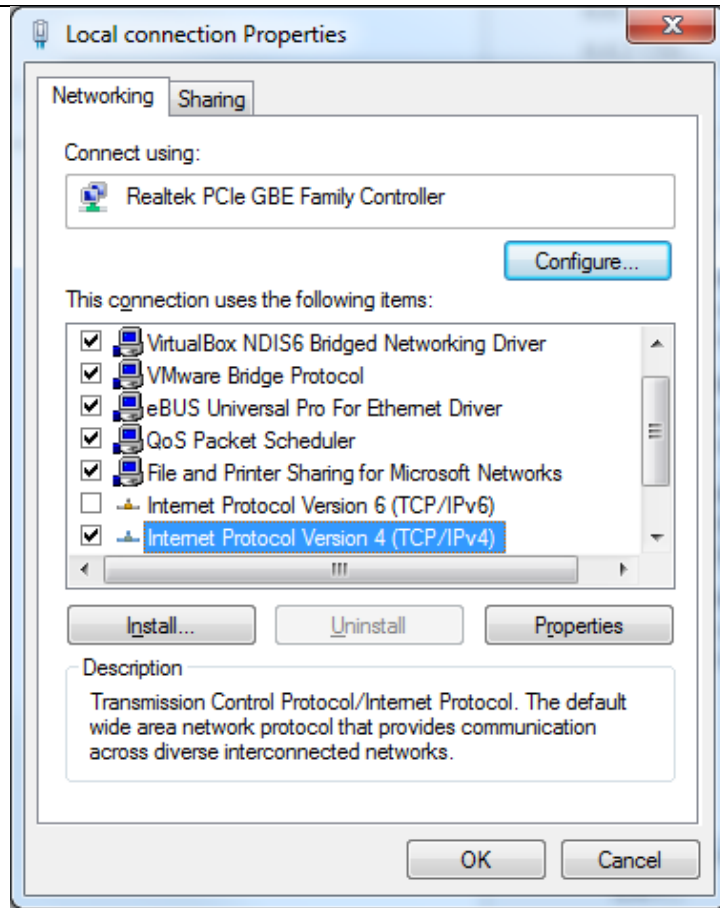 Local connection Properties
Networking
Sharing
Connect using:
Realtek PCIe GBE Family Controller
Configure...
This connection uses the following items:
VirtualBox NDIS6 Bridged Networking Driver
VMware Bridge Protocol
eBUS Universal Pro For Ethernet Driver
QoS Packet Scheduler
File and Printer Sharing for Microsoft Networks
Internet Protocol Version 6 (TCP/IPv6)
Internet Protocol Version 4 (TCP/IPv4)
Install...
Uninstall
Properties
Description
Transmission Control Protocol/Internet Protocol. The default
wide area network protocol that provides communication
across diverse interconnected networks.
OK
Cancel